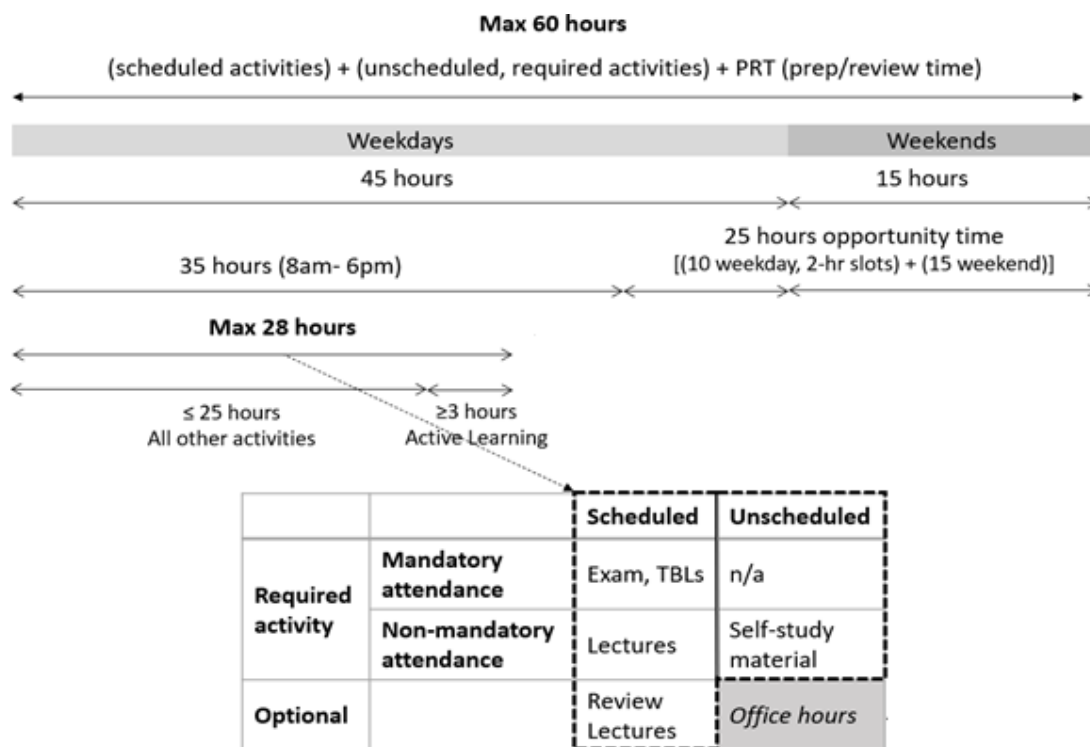 Max 60 hours
(scheduled activities) + (unscheduled, required activities) + PRT (prep/review time)
Weekdays
Weekends
45 hours
15 hours
25 hours opportunity time
[(10 weekday, 2-hr slots) + (15 weekend)]
35 hours (8am- 6pm)
Max 28 hours
≤ 25 hours
All other activities
≥3 hours
Active Learning
Scheduled
Unscheduled
Required
activity
Mandatory
attendance
Exam, TBLs
n/a
Non-mandatory
attendance
Lectures
Self-study
material
Optional
Review
Lectures
Office hours